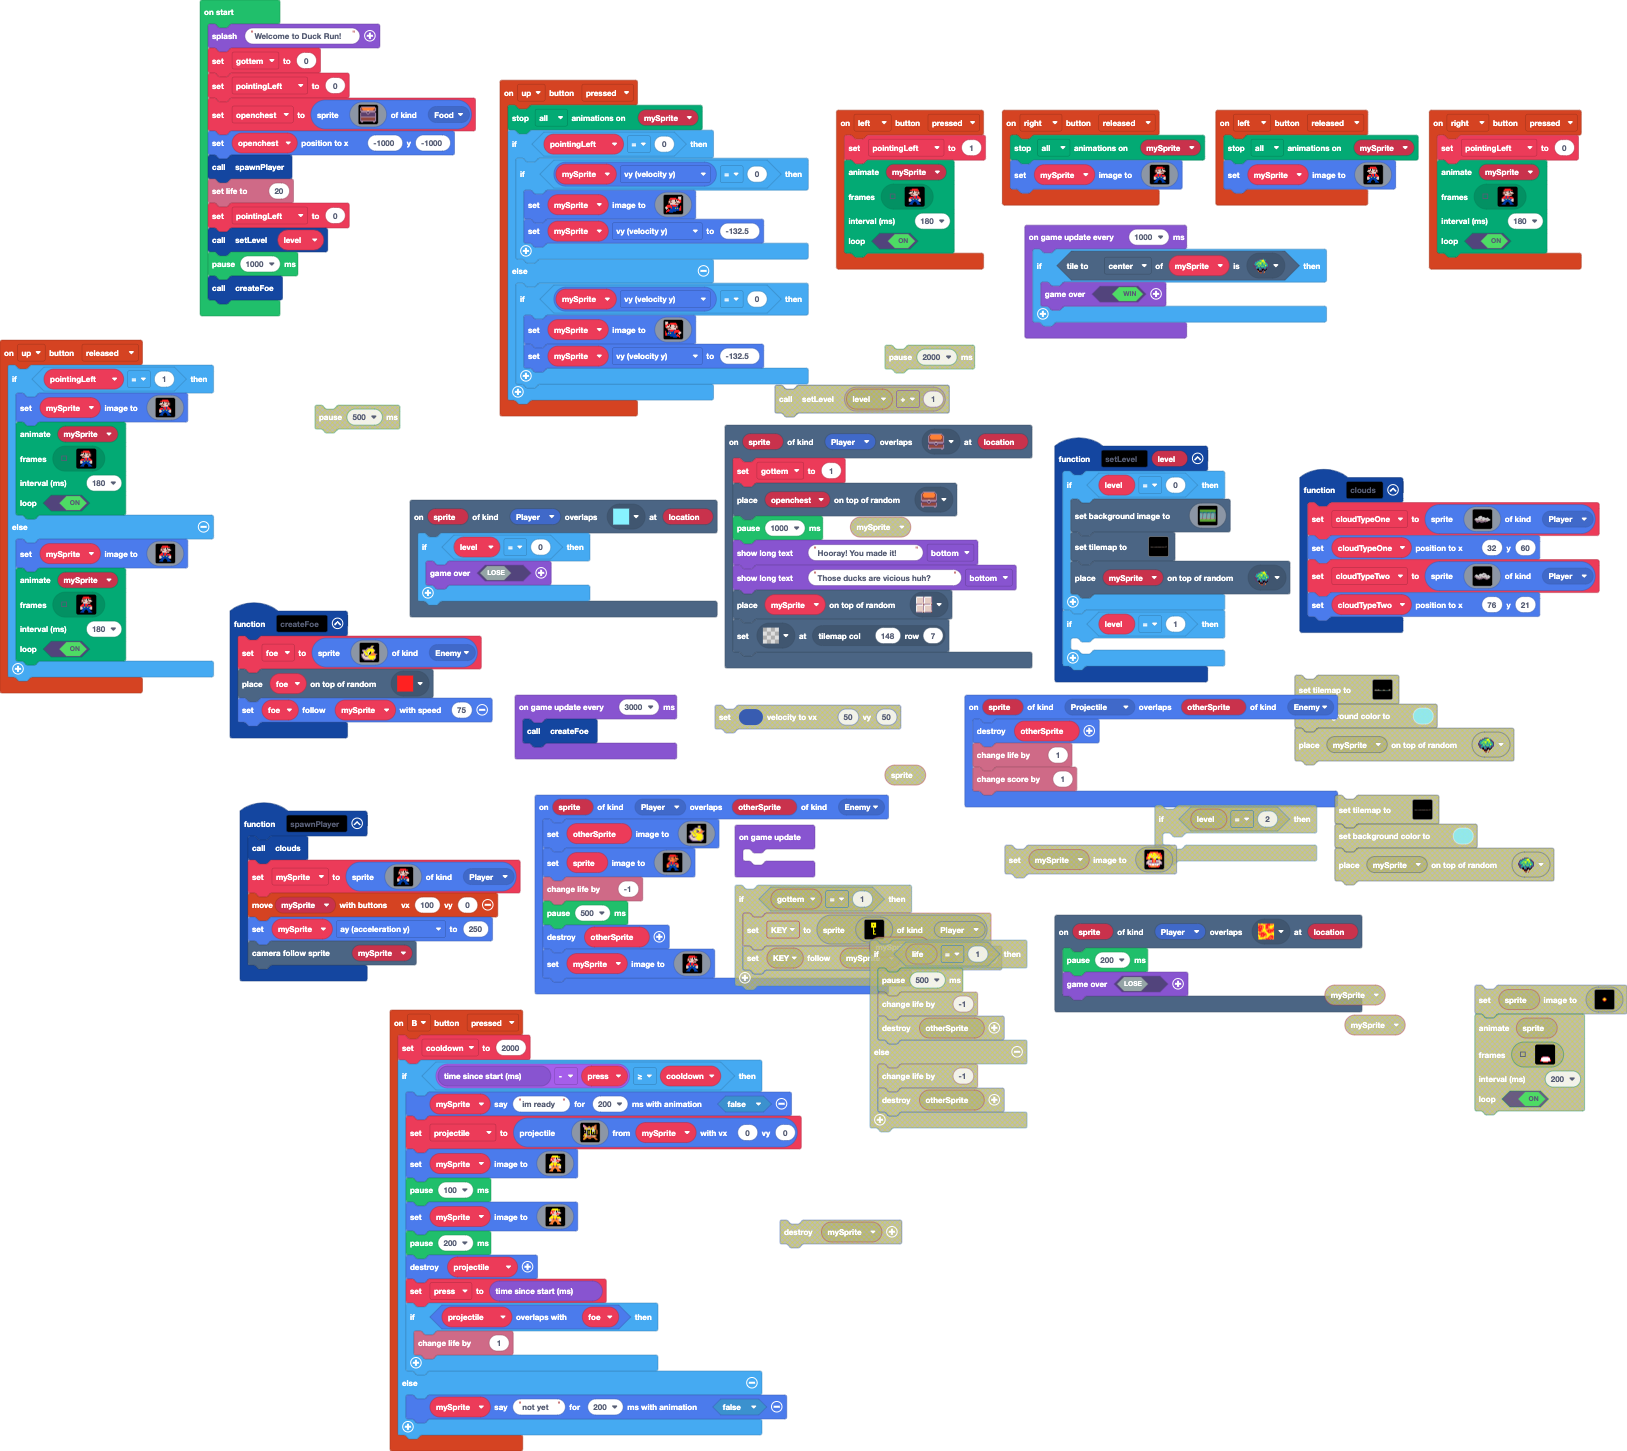 on start
splash "Welcome to Duck Run!"
set gottem to 0
set pointingLeft to 0
set openchest to sprite of kind Food
set openchest position to x -1000 y -1000
call spawnPlayer
set life to 20
set pointingLeft to 0
call setLevel level
pause 1000 ms
call createFoe
on up button pressed
stop all animations on mySprite
if pointingLeft = 0 then
if mySprite vy (velocity y) = 0 then
set mySprite image to
set mySprite vy (velocity y) to -132.5
else
if mySprite vy (velocity y) = 0 then
set mySprite image to
set mySprite vy (velocity y) to -132.5
on left button pressed
set pointingLeft to 1
animate mySprite
frames
interval (ms) 180
loop ON
on right button released
stop all animations on mySprite
set mySprite image to
on left button released
stop all animations on mySprite
set mySprite image to
on right button pressed
set pointingLeft to 0
animate mySprite
frames
interval (ms) 180
loop ON
on game update every 1000 ms
if tile to center of mySprite is then
game over WIN
on up button released
if pointingLeft = 1 then
set mySprite image to
animate mySprite
frames
interval (ms) 180
loop ON
else
set mySprite image to
animate mySprite
frames
interval (ms) 180
loop ON
pause 500 ms
pause 2000 ms
call setLevel level + 1
on sprite of kind Player overlaps at location
if level = 0 then
game over LOSE
on sprite of kind Player overlaps at location
set gottem to 1
place openchest on top of random
pause 1000 ms
mySprite
show long text "Hooray! You made it!" bottom
show long text "Those ducks are vicious huh?" bottom
place mySprite on top of random
set at tilemap col 148 row 7
function setLevel level
if level = 0 then
set background image to
set tilemap to
place mySprite on top of random
if level = 1 then
function clouds
set cloudTypeOne to sprite of kind Player
set cloudTypeOne position to x 32 y 60
set cloudTypeTwo to sprite of kind Player
set cloudTypeTwo position to x 76 y 21
function createFoe
set foe to sprite of kind Enemy
place foe on top of random
set foe follow mySprite with speed 75
on game update every 3000 ms
call createFoe
set velocity to vx 50 vy 50
sprite
on sprite of kind Projectile overlaps otherSprite of kind Enemy
destroy otherSprite
change life by 1
change score by 1
set tilemap to
ound color to
place mySprite on top of random
function spawnPlayer
call clouds
set mySprite to sprite of kind Player
move mySprite with buttons vx 100 vy 0
set mySprite ay (acceleration y) to 250
camera follow sprite mySprite
on sprite of kind Player overlaps otherSprite of kind Enemy
set otherSprite image to
set sprite image to
change life by -1
pause 500 ms
destroy otherSprite
set mySprite image to
on game update
if gottem = 1 then
set KEY to sprite of kind Player
set KEY follow mySpr
if life = 1 then
pause 500 ms
change life by -1
destroy otherSprite
else
change life by -1
destroy otherSprite
if level = 2 then
set mySprite image to
set tilemap to
set background color to
place mySprite on top of random
on sprite of kind Player overlaps at location
pause 200 ms
game over LOSE
mySprite
mySprite
set sprite image to
animate sprite
frames
interval (ms) 200
loop ON
on B button pressed
set cooldown to 2000
if time since start (ms) - press ≥ cooldown then
mySprite say "im ready" for 200 ms with animation false
set projectile to projectile from mySprite with vx 0 vy 0
set mySprite image to
pause 100 ms
set mySprite image to
pause 200 ms
destroy projectile
set press to time since start (ms)
if projectile overlaps with foe then
change life by 1
else
mySprite say "not yet" for 200 ms with animation false
destroy mySprite